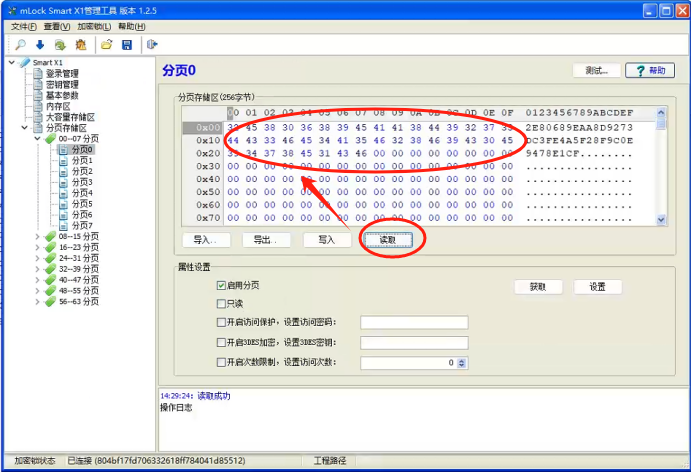 mLock Smart X1管理工具 版本 1.2.5
文件(F) 查看(V) 加密锁(L) 帮助(H)
Smart X1
登录管理
密钥管理
基本参数
内存区
大容量存储区
分页存储区
00--07 分页
分页0
分页1
分页2
分页3
分页4
分页5
分页6
分页7
08--15 分页
16--23 分页
24--31 分页
32--39 分页
40--47 分页
48--55 分页
56--63 分页
分页0
测试...
? 帮助
分页存储区(256字节)
00 01 02 03 04 05 06 07 08 09 0A 0B 0C 0D 0E 0F 0123456789ABCDEF
0x00 32 45 38 30 36 38 39 45 41 41 38 44 39 32 37 33 2E80689EAA8D9273
0x10 44 43 33 46 45 34 41 35 46 32 38 46 39 43 30 45 DC3FE4A5F28F9C0E
0x20 39 34 37 38 45 31 43 46 00 00 00 00 00 00 00 00 9478E1CF........
0x30 00 00 00 00 00 00 00 00 00 00 00 00 00 00 00 00 ................
0x40 00 00 00 00 00 00 00 00 00 00 00 00 00 00 00 00 ................
0x50 00 00 00 00 00 00 00 00 00 00 00 00 00 00 00 00 ................
0x60 00 00 00 00 00 00 00 00 00 00 00 00 00 00 00 00 ................
0x70 00 00 00 00 00 00 00 00 00 00 00 00 00 00 00 00 ................
导入.. 导出.. 写入 读取
属性设置
启用分页
获取 设置
只读
开启访问保护，设置访问密码：
开启3DES加密，设置3DES密钥：
开启次数限制，设置访问次数： 0
14:29:24: 读取成功
操作日志
加密锁状态 已连接 (804bf17fd706332618ff784041d85512) 工程路径